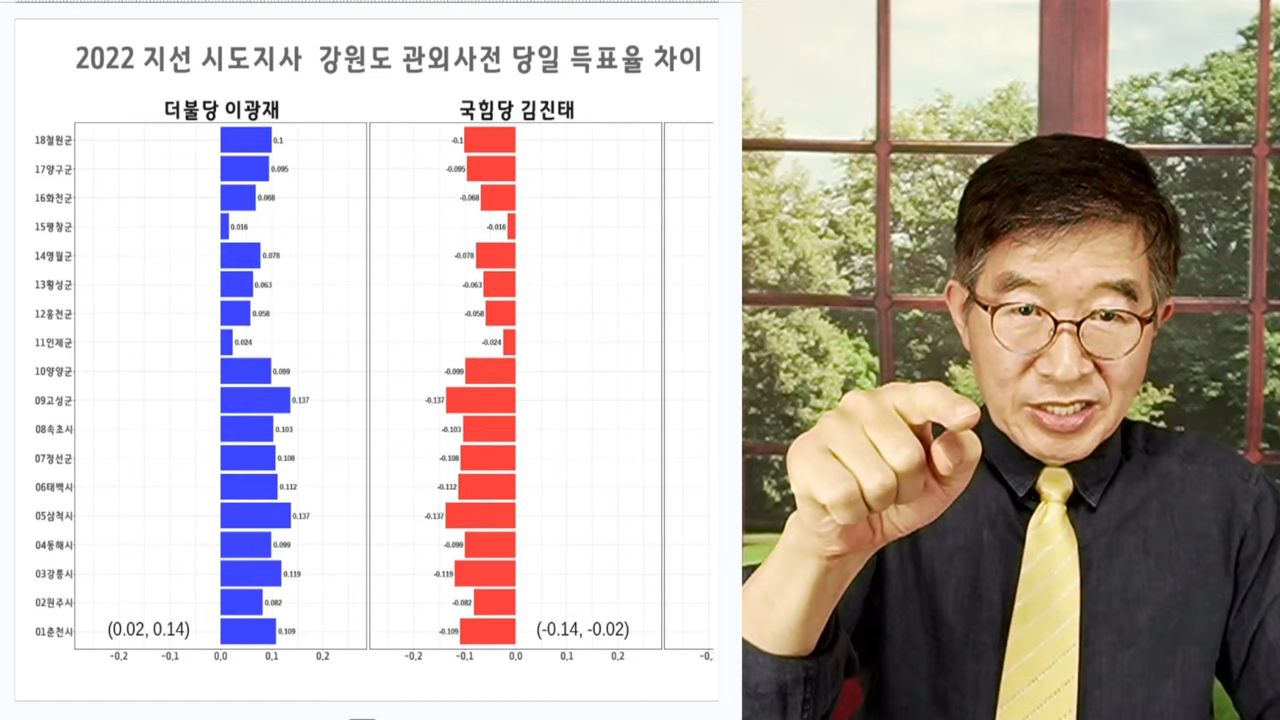 2022 지선 시도지사 강원도 관외사전 당일 득표율 차이
더불당 이광재 국힘당 김진태
18철원군 0.1 -0.1
17양구군 0.095 -0.095
16화천군 0.068 -0.068
15평창군 0.016 -0.016
14영월군 0.078 -0.078
13횡성군 0.063 -0.063
12홍천군 0.058 -0.058
11인제군 0.024 -0.024
10양양군 0.099 -0.099
09고성군 0.137 -0.137
08속초시 0.103 -0.103
07정선군 0.108 -0.108
06태백시 0.112 -0.112
05삼척시 0.137 -0.137
04동해시 0.099 -0.099
03강릉시 0.119 -0.119
02원주시 0.082 -0.082
01춘천시 (0.02, 0.14) 0.109 -0.109 (-0.14, -0.02)
-0,2 -0,1 0,0 0,1 0,2 -0,2 -0,1 0,0 0,1 0,2